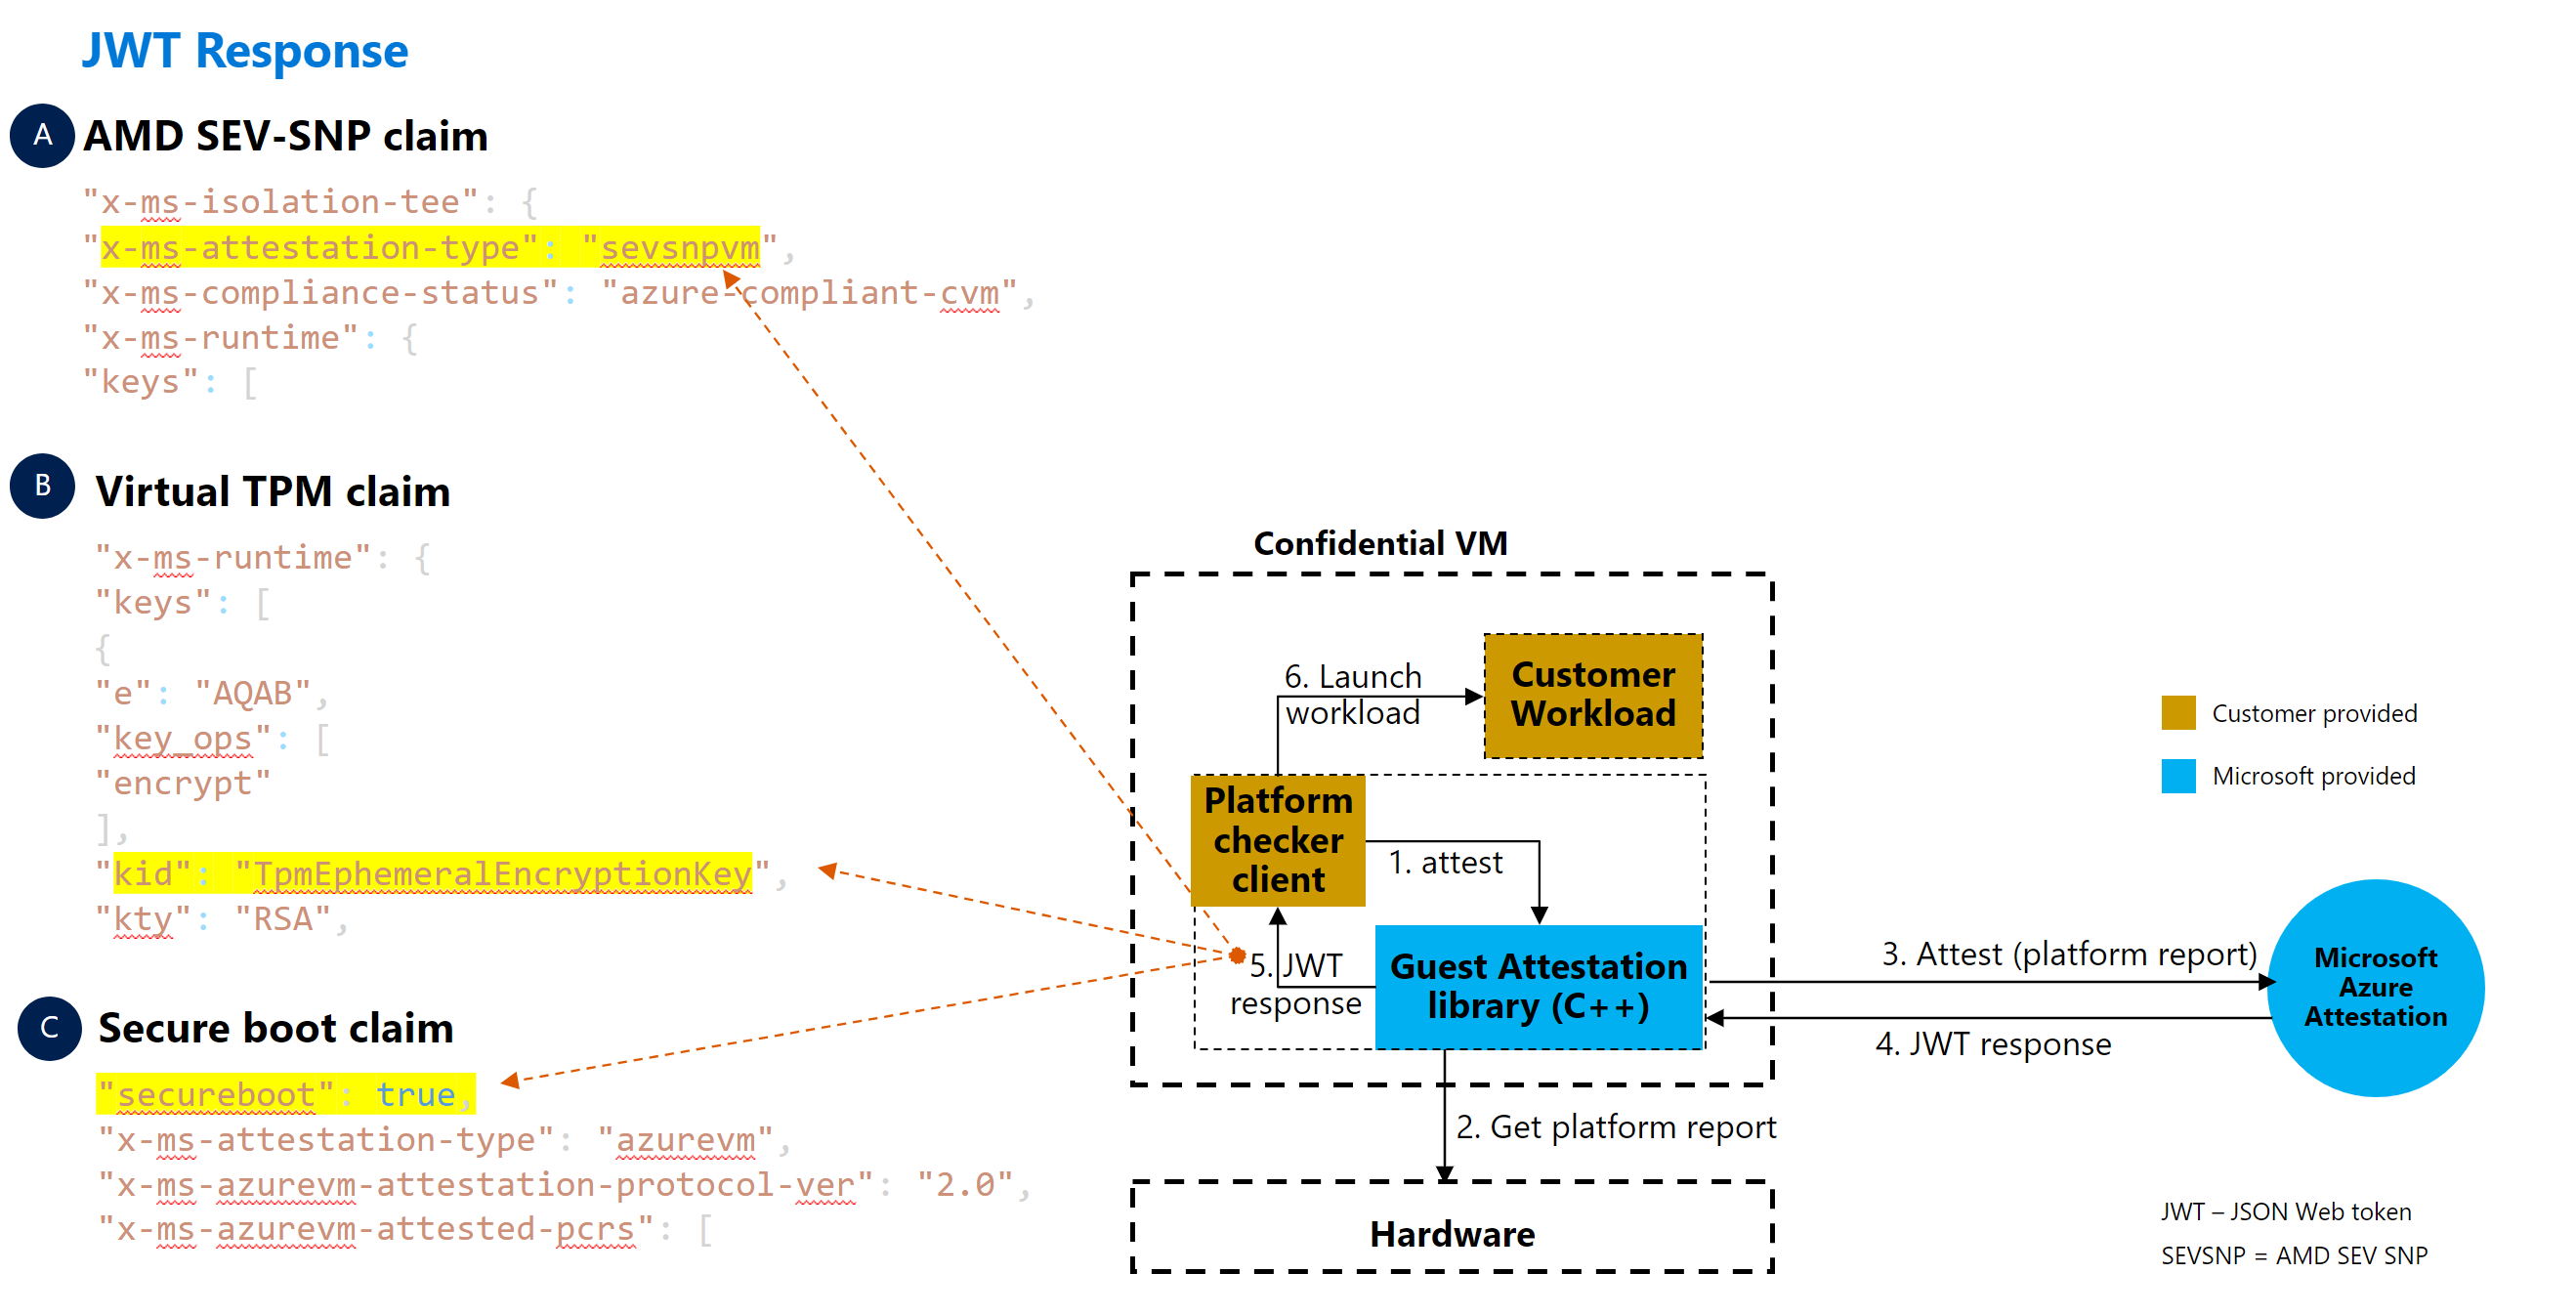 JWT Response
A
AMD SEV-SNP claim
"x-ms-isolation-tee": {
"x-ms-attestation-type": "sevsnpvm",
"x-ms-compliance-status": "azure-compliant-cvm",
"x-ms-runtime": {
"keys": [
B
Virtual TPM claim
"x-ms-runtime": {
"keys": [
{
"e": "AQAB",
"key_ops": [
"encrypt"
],
"kid": "TpmEphemeralEncryptionKey",
"kty": "RSA",
C
Secure boot claim
"secureboot": true,
"x-ms-attestation-type": "azurevm",
"x-ms-azurevm-attestation-protocol-ver": "2.0",
"x-ms-azurevm-attested-pcrs": [
Confidential VM
6. Launch
workload
Customer
Workload
Platform
checker
client
1. attest
5. JWT
response
Guest Attestation
library (C++)
3. Attest (platform report)
4. JWT response
Microsoft
Azure
Attestation
2. Get platform report
Hardware
Customer provided
Microsoft provided
JWT – JSON Web token
SEVSNP = AMD SEV SNP